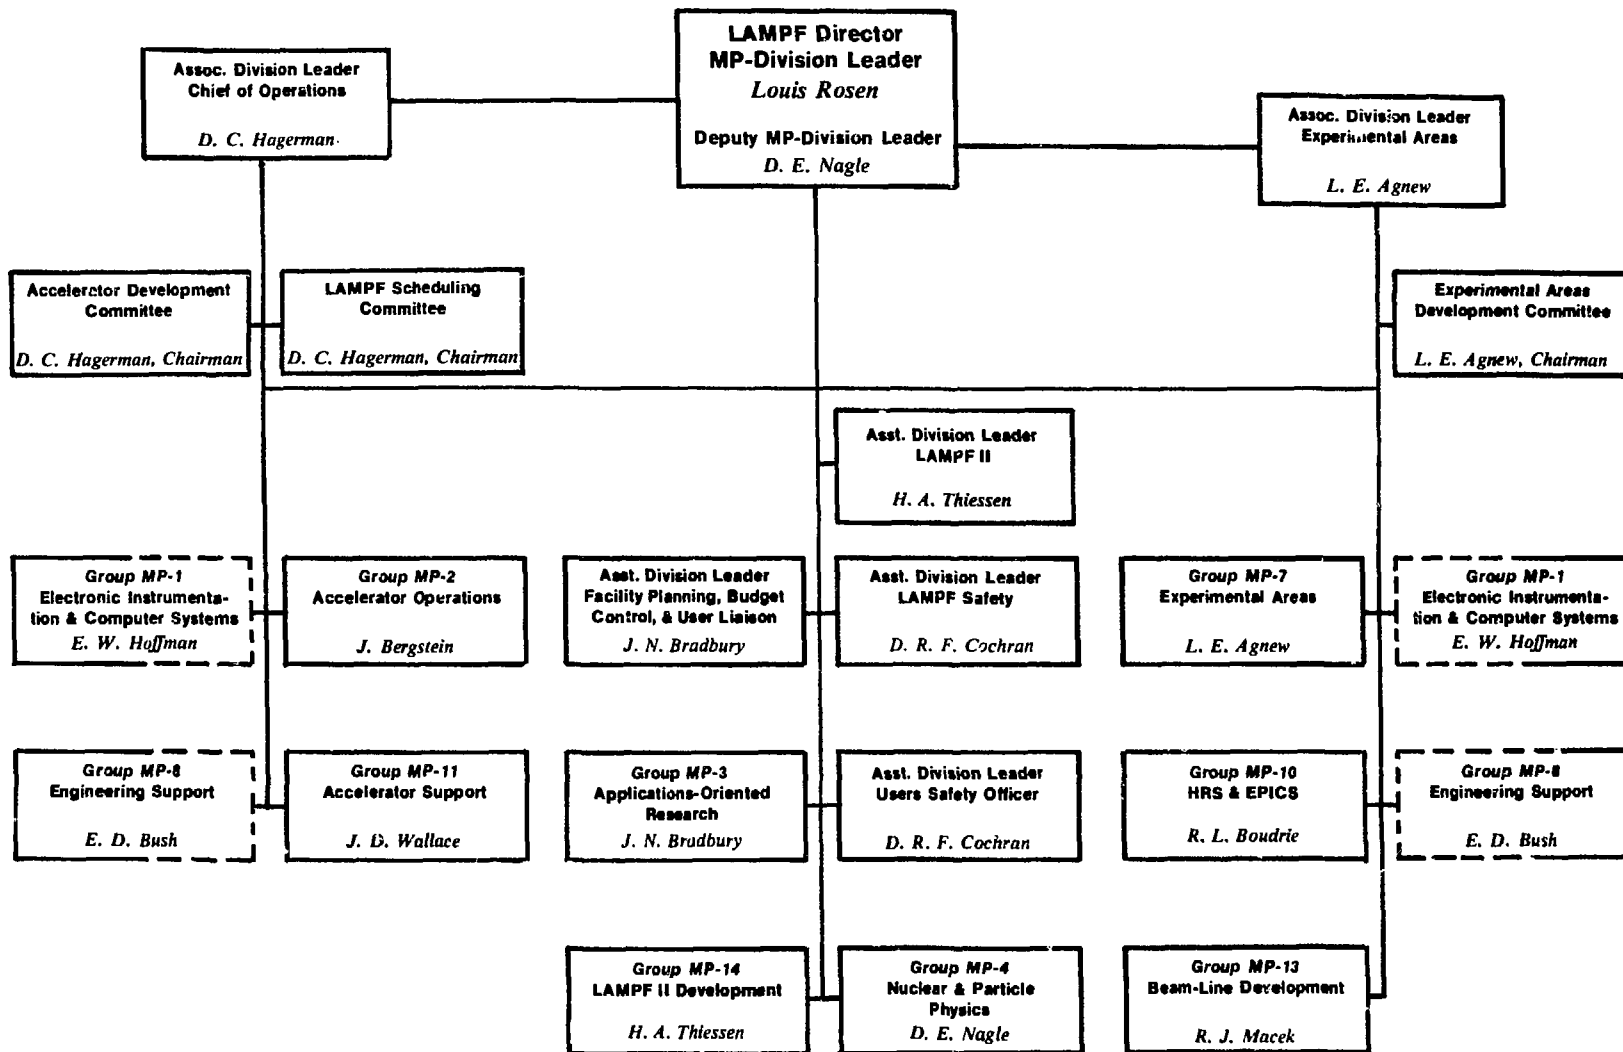 LAMPF Director
MP-Division Leader
Louis Rosen
Deputy MP-Division Leader
D. E. Nagle
Assoc. Division Leader
Chief of Operations
D. C. Hagerman
Assoc. Division Leader
Experimental Areas
L. E. Agnew
Accelerator Development
Committee
D. C. Hagerman, Chairman
LAMPF Scheduling
Committee
D. C. Hagerman, Chairman
Experimental Areas
Development Committee
L. E. Agnew, Chairman
Asst. Division Leader
LAMPF II
H. A. Thiessen
Group MP-1
Electronic Instrumenta-
tion & Computer Systems
E. W. Hoffman
Group MP-2
Accelerator Operations
J. Bergstein
Asst. Division Leader
Facility Planning, Budget
Control, & User Liaison
J. N. Bradbury
Asst. Division Leader
LAMPF Safety
D. R. F. Cochran
Group MP-7
Experimental Areas
L. E. Agnew
Group MP-1
Electronic Instrumenta-
tion & Computer Systems
E. W. Hoffman
Group MP-8
Engineering Support
E. D. Bush
Group MP-11
Accelerator Support
J. D. Wallace
Group MP-3
Applications-Oriented
Research
J. N. Bradbury
Asst. Division Leader
Users Safety Officer
D. R. F. Cochran
Group MP-10
HRS & EPICS
R. L. Boudrie
Group MP-8
Engineering Support
E. D. Bush
Group MP-14
LAMPF II Development
H. A. Thiessen
Group MP-4
Nuclear & Particle
Physics
D. E. Nagle
Group MP-13
Beam-Line Development
R. J. Macek